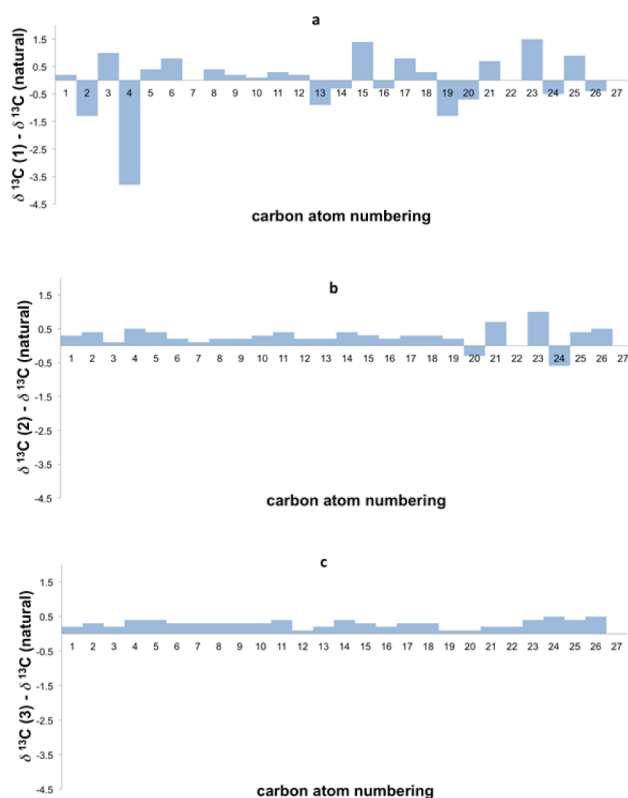 a
δ ¹³C (1) - δ ¹³C (natural)
1.5
0.5
-0.5
-1.5
-2.5
-3.5
-4.5
1 2 3 4 5 6 7 8 9 10 11 12 13 14 15 16 17 18 19 20 21 22 23 24 25 26 27
carbon atom numbering
b
δ ¹³C (2) - δ ¹³C (natural)
1.5
0.5
-0.5
-1.5
-2.5
-3.5
-4.5
1 2 3 4 5 6 7 8 9 10 11 12 13 14 15 16 17 18 19 20 21 22 23 24 25 26 27
carbon atom numbering
c
δ ¹³C (3) - δ ¹³C (natural)
1.5
0.5
-0.5
-1.5
-2.5
-3.5
-4.5
1 2 3 4 5 6 7 8 9 10 11 12 13 14 15 16 17 18 19 20 21 22 23 24 25 26 27
carbon atom numbering